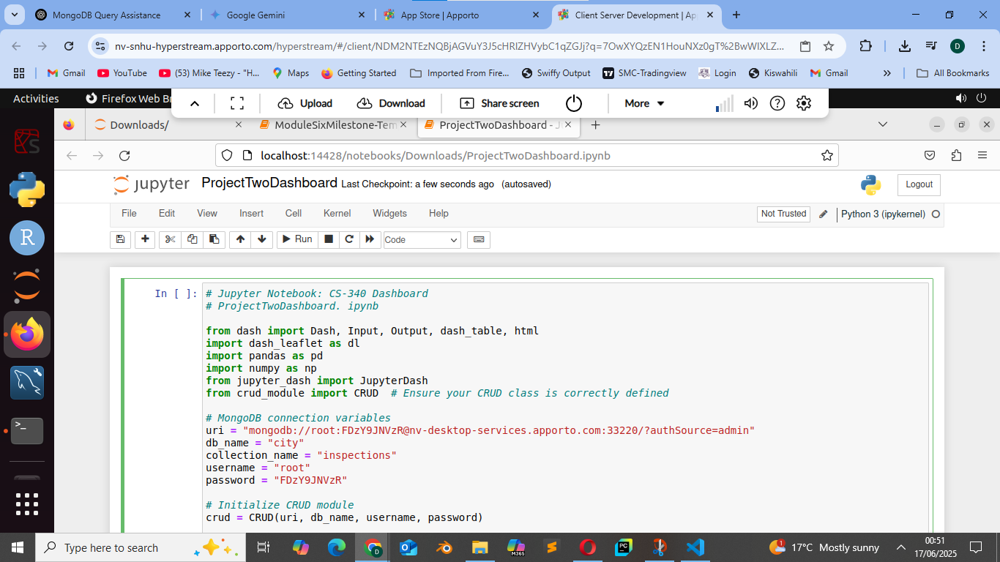 MongoDB Query Assistance
Google Gemini
App Store | Apporto
Client Server Development | Ap
nv-snhu-hyperstream.apporto.com/hyperstream/#/client/NDM2NTEzNQBjAGVuY3J5cHRlZHVybC1qZGJj?q=7OwXYQzEN1HouNXz0gT%2BwWlXLZ...
D
Gmail
YouTube
(53) Mike Teezy - "H...
Maps
Getting Started
Imported From Fire...
Swiffy Output
SMC-Tradingview
Login
Kiswahili
Gmail
»
All Bookmarks
Activities
Firefox Web Br
Upload
Download
Share screen
More
Downloads/
ModuleSixMilestone-Tem
ProjectTwoDashboard - J
localhost:14428/notebooks/Downloads/ProjectTwoDashboard.ipynb
jupyter
ProjectTwoDashboard Last Checkpoint: a few seconds ago (autosaved)
Logout
File
Edit
View
Insert
Cell
Kernel
Widgets
Help
Not Trusted
Python 3 (ipykernel)
Run
Code
In [ ]:
# Jupyter Notebook: CS-340 Dashboard
# ProjectTwoDashboard. ipynb
from dash import Dash, Input, Output, dash_table, html
import dash_leaflet as dl
import pandas as pd
import numpy as np
from jupyter_dash import JupyterDash
from crud_module import CRUD  # Ensure your CRUD class is correctly defined
# MongoDB connection variables
uri = "mongodb://root:FDzY9JNVzR@nv-desktop-services.apporto.com:33220/?authSource=admin"
db_name = "city"
collection_name = "inspections"
username = "root"
password = "FDzY9JNVzR"
# Initialize CRUD module
crud = CRUD(uri, db_name, username, password)
R
>_
Type here to search
M365
PC
1
17°C Mostly sunny
00:51
17/06/2025